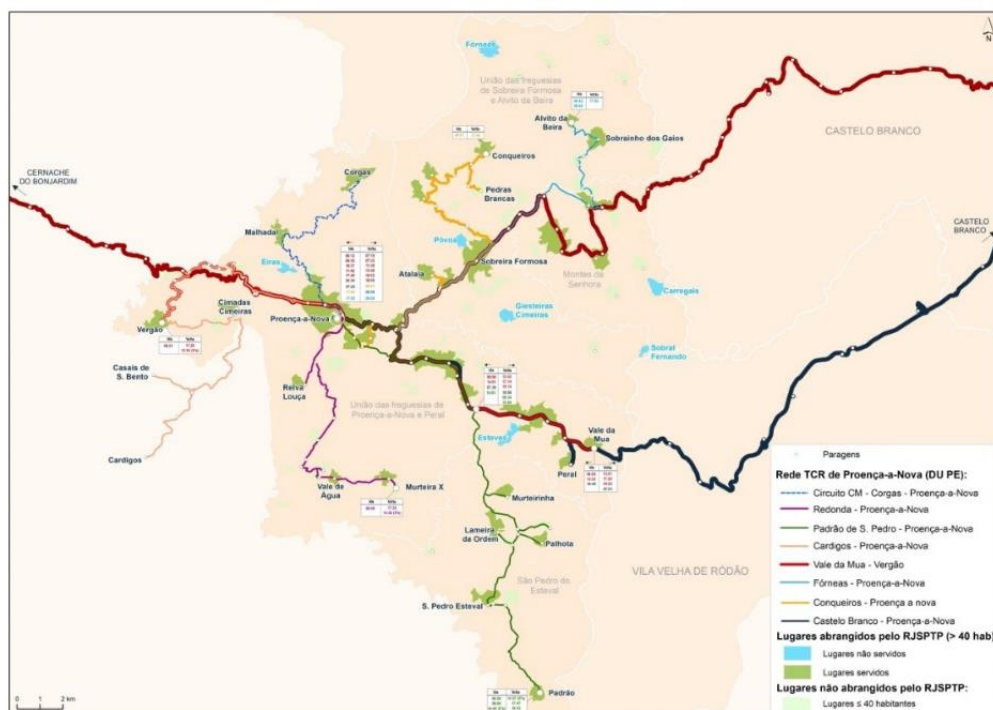 N
Fórneas
União das freguesias
de Sobreira Formosa
e Alvito da Beira
Alvito da
Beira
Sobrainho dos Gaios
CASTELO BRANCO
CERNACHE
DO BONJARDIM
Conqueiros
Corgas
Pedras
Brancas
CASTELO
BRANCO
Malhada
Póvoa
Eiras
Sobreira Formosa
Atalaia
Montes da
Senhora
Carregais
Cimadas
Cimeiras
Giesteiras
Cimeiras
Proença-a-Nova
Vergão
Sobral
Fernando
Casais de
S. Bento
Relva
Louça
União das freguesias de
Proença-a-Nova e Peral
Esteves
Vale da
Mua
Cardigos
Peral
Vale de
Água
Murteira X
Murteirinha
Lameira
da Ordem
Palhota
VILA VELHA DE RÓDÃO
São Pedro do
Esteval
S. Pedro Esteval
Padrão
0 1 2 km
Paragens
Rede TCR de Proença-a-Nova (DU PE):
Circuito CM - Corgas - Proença-a-Nova
Redonda - Proença-a-Nova
Padrão de S. Pedro - Proença-a-Nova
Cardigos - Proença-a-Nova
Vale da Mua - Vergão
Fórneas - Proença-a-Nova
Conqueiros - Proença a nova
Castelo Branco - Proença-a-Nova
Lugares abrangidos pelo RJSPTP (> 40 hab)
Lugares não servidos
Lugares servidos
Lugares não abrangidos pelo RJSPTP:
Lugares ≤ 40 habitantes